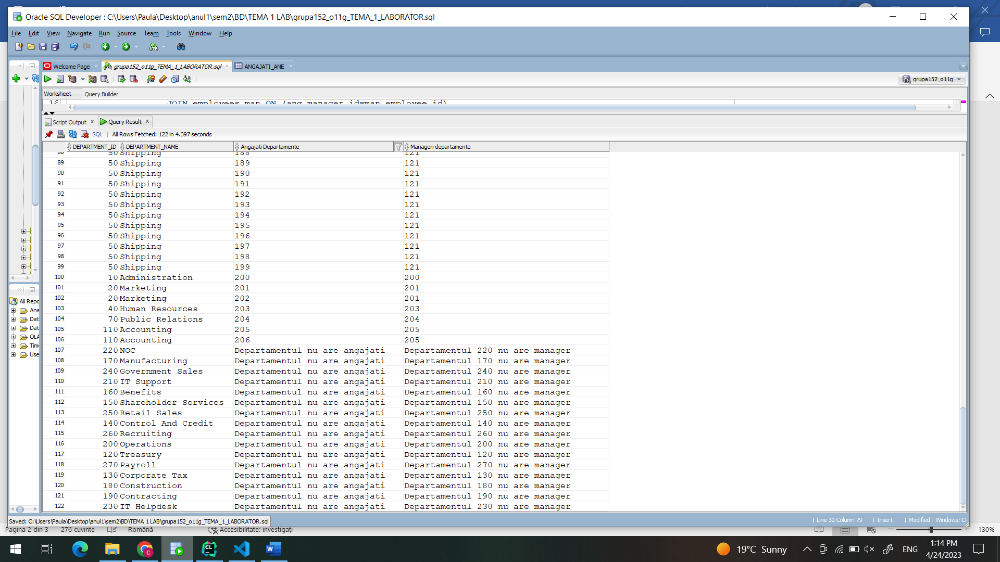 Oracle SQL Developer : C:\Users\Paula\Desktop\anul1\sem2\BD\TEMA 1 LAB\grupa152_o11g_TEMA_1_LABORATOR.sql
File Edit View Navigate Run Source Team Tools Window Help
Welcome Page grupa152_o11g_TEMA_1_LABORATOR.sql ANGAJATI_ANE
grupa152_o11g
Worksheet Query Builder
16 JOIN employees man ON (ang.manager_id=man.employee_id)
Script Output Query Result
SQL All Rows Fetched: 122 in 4.397 seconds
DEPARTMENT_ID DEPARTMENT_NAME Angajati Departamente Manageri departamente
88 50 Shipping 188 121
89 50 Shipping 189 121
90 50 Shipping 190 121
91 50 Shipping 191 121
92 50 Shipping 192 121
93 50 Shipping 193 121
94 50 Shipping 194 121
95 50 Shipping 195 121
96 50 Shipping 196 121
97 50 Shipping 197 121
98 50 Shipping 198 121
99 50 Shipping 199 121
100 10 Administration 200 200
101 20 Marketing 201 201
102 20 Marketing 202 201
103 40 Human Resources 203 203
104 70 Public Relations 204 204
105 110 Accounting 205 205
106 110 Accounting 206 205
107 220 NOC Departamentul nu are angajati Departamentul 220 nu are manager
108 170 Manufacturing Departamentul nu are angajati Departamentul 170 nu are manager
109 240 Government Sales Departamentul nu are angajati Departamentul 240 nu are manager
110 210 IT Support Departamentul nu are angajati Departamentul 210 nu are manager
111 160 Benefits Departamentul nu are angajati Departamentul 160 nu are manager
112 150 Shareholder Services Departamentul nu are angajati Departamentul 150 nu are manager
113 250 Retail Sales Departamentul nu are angajati Departamentul 250 nu are manager
114 140 Control And Credit Departamentul nu are angajati Departamentul 140 nu are manager
115 260 Recruiting Departamentul nu are angajati Departamentul 260 nu are manager
116 200 Operations Departamentul nu are angajati Departamentul 200 nu are manager
117 120 Treasury Departamentul nu are angajati Departamentul 120 nu are manager
118 270 Payroll Departamentul nu are angajati Departamentul 270 nu are manager
119 130 Corporate Tax Departamentul nu are angajati Departamentul 130 nu are manager
120 180 Construction Departamentul nu are angajati Departamentul 180 nu are manager
121 190 Contracting Departamentul nu are angajati Departamentul 190 nu are manager
122 230 IT Helpdesk Departamentul nu are angajati Departamentul 230 nu are manager
All Repo
Ana
Dat
Dat
OLA
Time
Use
Saved: C:\Users\Paula\Desktop\anul1\sem2\BD\TEMA 1 LAB\grupa152_o11g_TEMA_1_LABORATOR.sql
| Line 30 Column 79 | Insert | Modified | Windows: CF
Pagina 2 din 3 276 cuvinte Română Accesibilitate: investigați 130%
19°C Sunny ENG 1:14 PM
4/24/2023